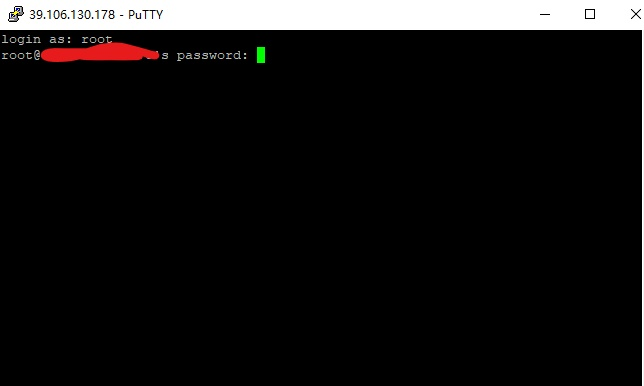 39.106.130.178 - PuTTY
login as: root
root@ 's password: